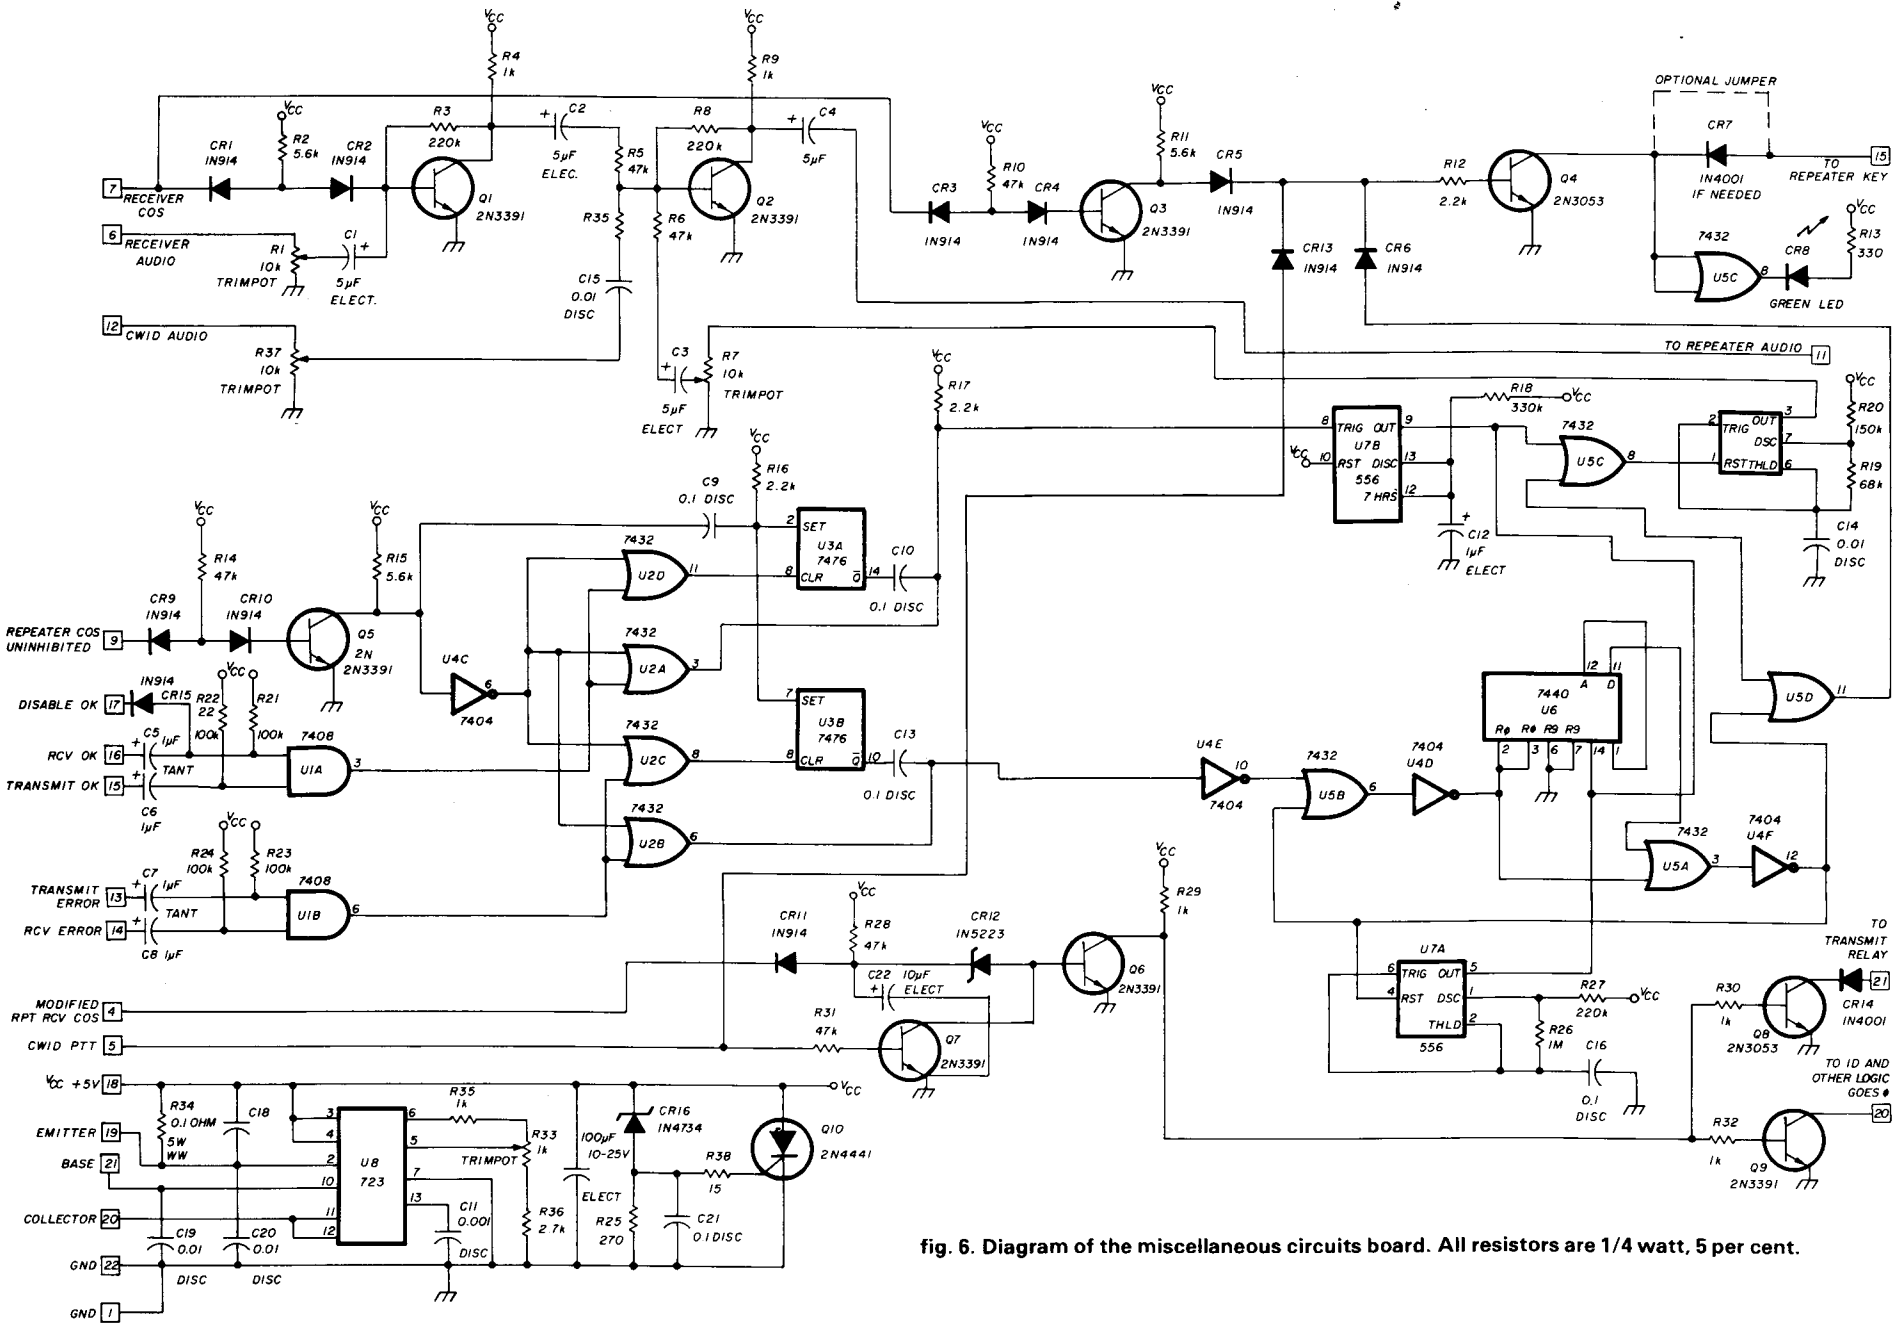 VCC
R4
1k
VCC
R9
1k
OPTIONAL JUMPER
CR7
1N4001
IF NEEDED
15
TO
REPEATER KEY
VCC
R2
5.6k
CR1
1N914
CR2
1N914
R3
220k
C2
5µF
ELEC.
R5
47k
R8
220k
C4
5µF
VCC
R11
5.6k
CR5
1N914
VCC
R10
47k
CR3
1N914
CR4
1N914
Q3
2N3391
R12
2.2k
Q4
2N3053
7
RECEIVER
COS
Q1
2N3391
Q2
2N3391
R35
R6
47k
6
RECEIVER
AUDIO
R1
10k
TRIMPOT
C1
5µF
ELECT.
C15
0.01
DISC
CR13
1N914
CR6
1N914
7432
U5C
8
CR8
GREEN LED
VCC
R13
330
12
CWID AUDIO
R37
10k
TRIMPOT
C3
5µF
ELECT
R7
10k
TRIMPOT
TO REPEATER AUDIO
11
VCC
R17
2.2k
VCC
R16
2.2k
C9
0.1 DISC
8
TRIG
OUT
9
U7B
VCC
10
RST
DISC
13
556
7 HRS
12
R18
330k
VCC
C12
1µF
ELECT
7432
U5C
8
2
TRIG
OUT
3
DSC
7
1
RST
THLD
6
VCC
R20
150k
R19
68k
C14
0.01
DISC
VCC
R14
47k
VCC
R15
5.6k
CR9
1N914
CR10
1N914
REPEATER COS
UNINHIBITED
9
Q5
2N
2N3391
7432
U2D
11
2
SET
U3A
7476
8
CLR
Q
14
C10
0.1 DISC
7432
U2A
3
U4C
6
7404
7
SET
U3B
7476
8
CLR
Q
10
C13
0.1 DISC
7432
U2C
8
7432
U2B
6
DISABLE OK
17
1N914
CR15
VCC
R22
22
100k
R21
100k
RCV OK
16
C5
1µF
TANT
TRANSMIT OK
15
C6
1µF
7408
U1A
3
VCC
R24
100k
R23
100k
TRANSMIT
ERROR
13
C7
1µF
TANT
RCV ERROR
14
C8 1µF
7408
U1B
6
U4E
10
7404
7432
U5B
6
7404
U4D
12
11
A
D
7440
U6
RØ
RØ
R9
R9
2
3
6
7
14
1
U5D
11
7432
U5A
3
7404
U4F
12
VCC
R29
1k
CR11
1N914
VCC
R28
47k
CR12
1N5223
C22
10µF
ELECT
Q6
2N3391
U7A
6
TRIG
OUT
5
4
RST
DSC
1
THLD
2
556
R27
220k
VCC
R26
1M
C16
0.1
DISC
TO
TRANSMIT
RELAY
21
CR14
1N4001
R30
1k
Q8
2N3053
MODIFIED
RPT RCV COS
4
CWID PTT
5
R31
47k
Q7
2N3391
TO ID AND
OTHER LOGIC
GOES Ø
20
R32
1k
Q9
2N3391
VCC +5V
18
VCC
R34
0.1 OHM
5W
WW
C18
EMITTER
19
BASE
21
COLLECTOR
20
GND
22
GND
1
C19
0.01
DISC
C20
0.01
DISC
3
4
2
10
11
12
U8
723
6
5
7
13
R35
1k
R33
1k
TRIMPOT
C11
0.001
DISC
R36
2.7k
100µF
10-25V
ELECT
CR16
1N4734
R25
270
R38
15
C21
0.1 DISC
Q10
2N4441
fig. 6. Diagram of the miscellaneous circuits board. All resistors are 1/4 watt, 5 per cent.